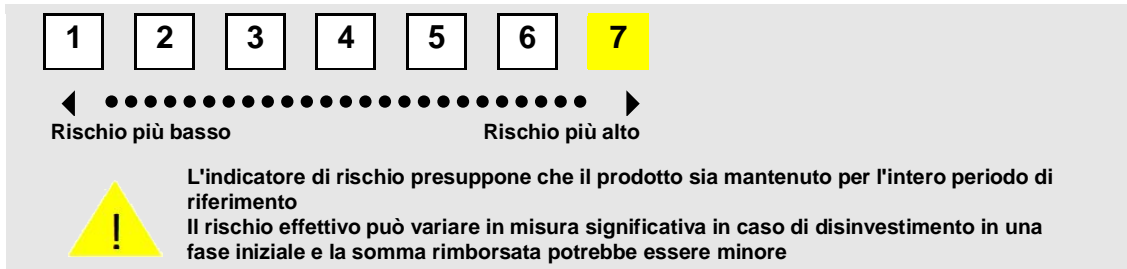 1 2 3 4 5 6 7
Rischio più basso Rischio più alto
L'indicatore di rischio presuppone che il prodotto sia mantenuto per l'intero periodo di
riferimento
Il rischio effettivo può variare in misura significativa in caso di disinvestimento in una
fase iniziale e la somma rimborsata potrebbe essere minore
!